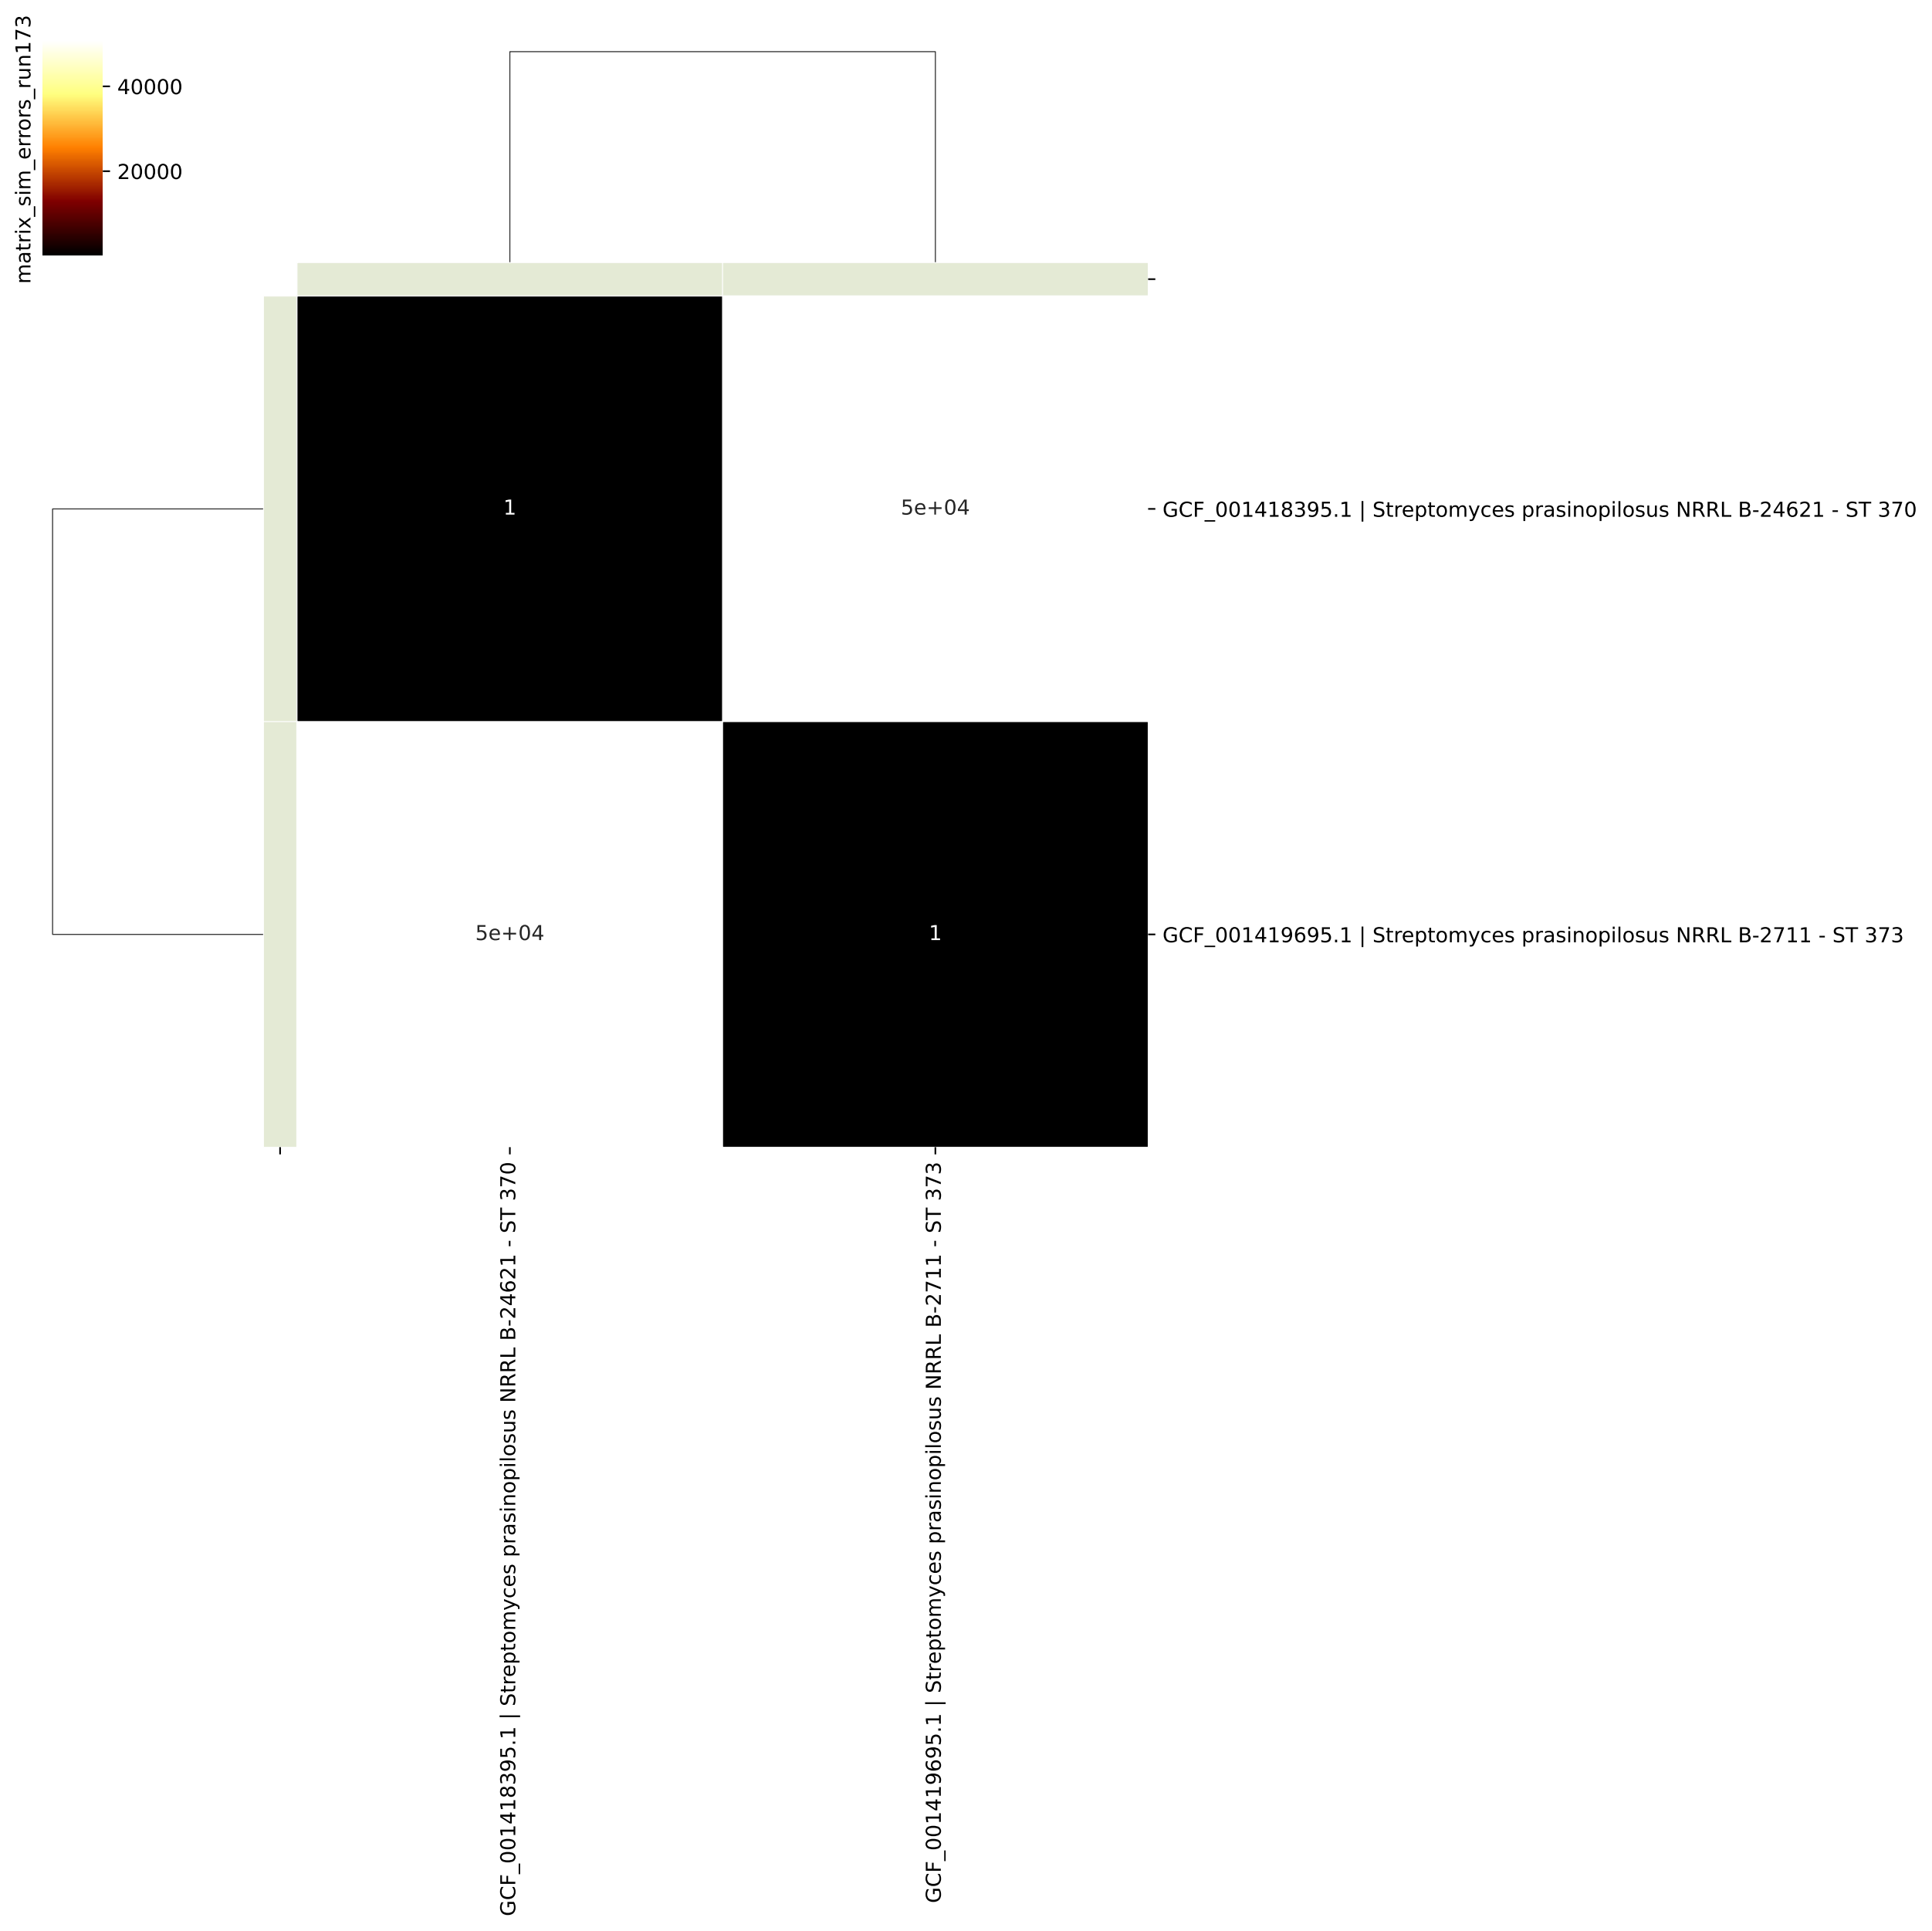 matrix_sim_errors_run173
40000
20000
1
5e+04
GCF_001418395.1 | Streptomyces prasinopilosus NRRL B-24621 - ST 370
5e+04
1
GCF_001419695.1 | Streptomyces prasinopilosus NRRL B-2711 - ST 373
GCF_001418395.1 | Streptomyces prasinopilosus NRRL B-24621 - ST 370
GCF_001419695.1 | Streptomyces prasinopilosus NRRL B-2711 - ST 373